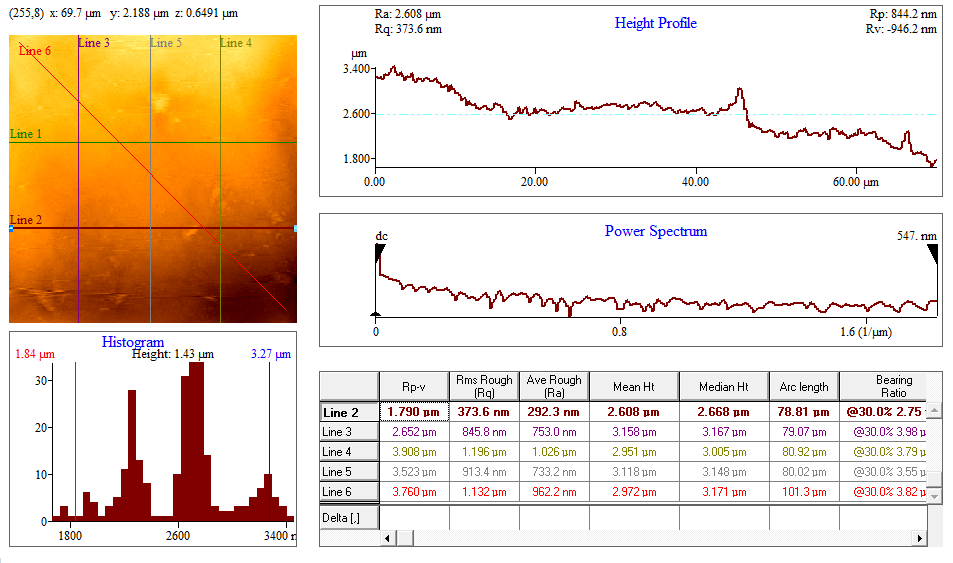 (255,8) x: 69.7 µm y: 2.188 µm z: 0.6491 µm
Line 6
Line 3
Line 5
Line 4
Line 1
Line 2
Ra: 2.608 µm
Rq: 373.6 nm
Height Profile
Rp: 844.2 nm
Rv: -946.2 nm
µm
3.400
2.600
1.800
0.00 20.00 40.00 60.00 µm
dc
Power Spectrum
547. nm
0 0.8 1.6 (1/µm)
Histogram
1.84 µm Height: 1.43 µm 3.27 µm
30
20
10
0
1800 2600 3400 n
Rp-v Rms Rough (Rq) Ave Rough (Ra) Mean Ht Median Ht Arc length Bearing Ratio
Line 2 1.790 µm 373.6 nm 292.3 nm 2.608 µm 2.668 µm 78.81 µm @30.0% 2.75 µ
Line 3 2.652 µm 845.8 nm 753.0 nm 3.158 µm 3.167 µm 79.07 µm @30.0% 3.98 µ
Line 4 3.908 µm 1.196 µm 1.026 µm 2.951 µm 3.005 µm 80.92 µm @30.0% 3.79 µ
Line 5 3.523 µm 913.4 nm 733.2 nm 3.118 µm 3.148 µm 80.02 µm @30.0% 3.55 µ
Line 6 3.760 µm 1.132 µm 962.2 nm 2.972 µm 3.171 µm 101.3 µm @30.0% 3.82 µ
Delta [,]